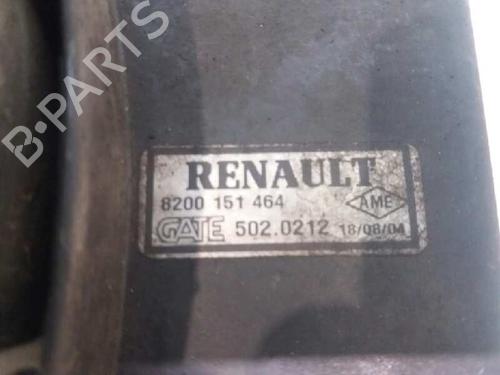 B-PARTS
RENAULT
8200 151 464 AME
GATE 502.0212 18/08/04